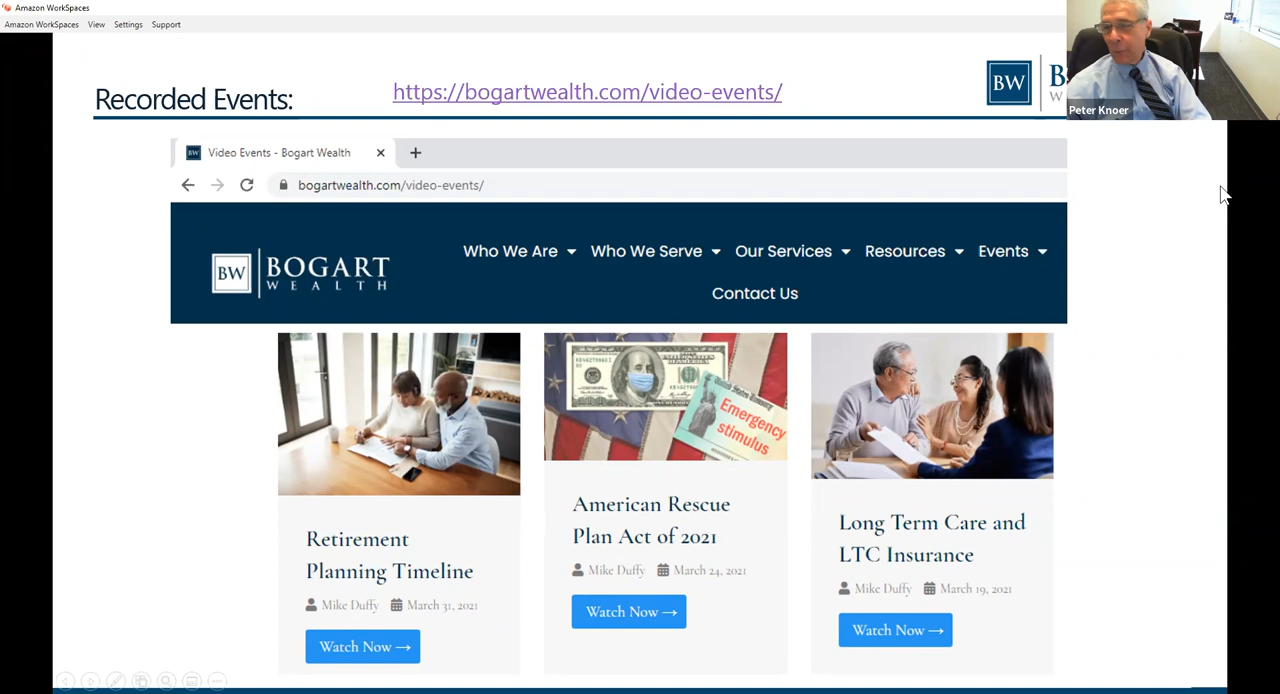 Amazon WorkSpaces
Amazon WorkSpaces View Settings Support
Recorded Events: https://bogartwealth.com/video-events/
BW
Peter Knoer
BW Video Events - Bogart Wealth
bogartwealth.com/video-events/
BW BOGART
WEALTH
Who We Are Who We Serve Our Services Resources Events
Contact Us
Emergency
stimulus
Retirement
Planning Timeline
Mike Duffy March 31, 2021
Watch Now →
American Rescue
Plan Act of 2021
Mike Duffy March 24, 2021
Watch Now →
Long Term Care and
LTC Insurance
Mike Duffy March 19, 2021
Watch Now →